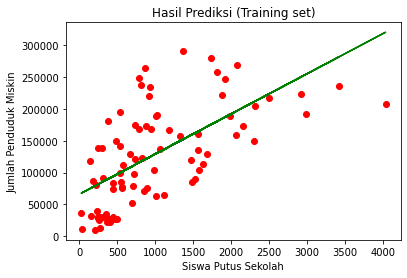 Hasil Prediksi (Training set)
300000
250000
200000
150000
100000
50000
0
Jumlah Penduduk Miskin
0 500 1000 1500 2000 2500 3000 3500 4000
Siswa Putus Sekolah